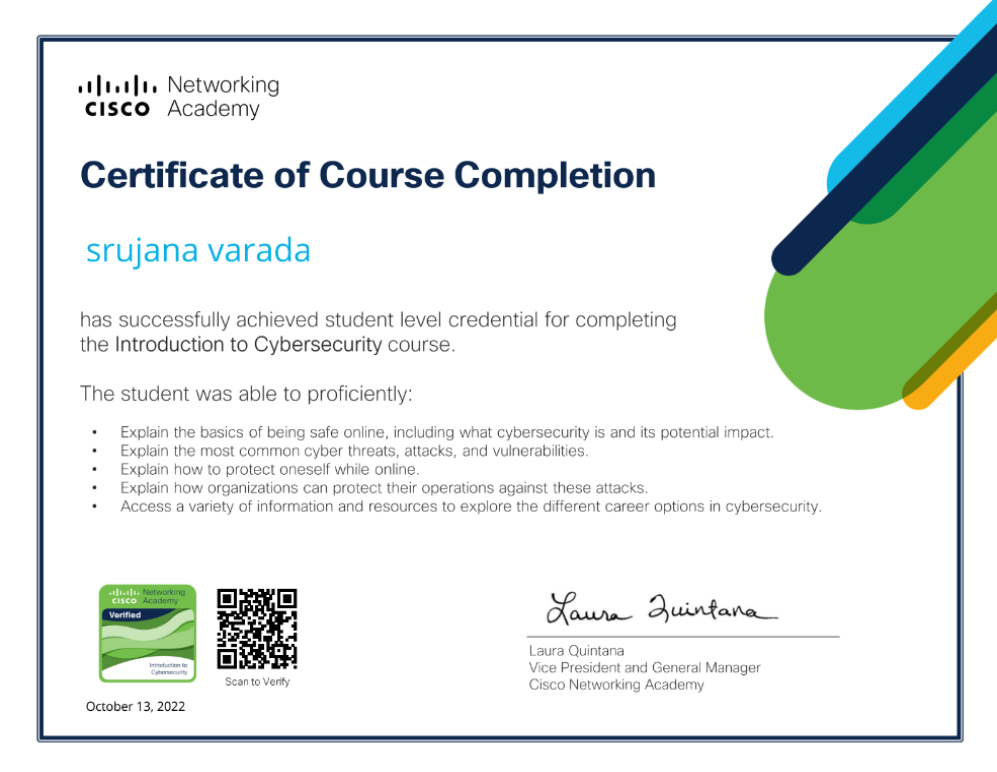 Networking
CISCO Academy
Certificate of Course Completion
srujana varada
has successfully achieved student level credential for completing
the Introduction to Cybersecurity course.
The student was able to proficiently:
• Explain the basics of being safe online, including what cybersecurity is and its potential impact.
• Explain the most common cyber threats, attacks, and vulnerabilities.
• Explain how to protect oneself while online.
• Explain how organizations can protect their operations against these attacks.
• Access a variety of information and resources to explore the different career options in cybersecurity.
Networking
CISCO Academy
Verified
Introduction to
Cybersecurity
Scan to Verify
October 13, 2022
Laura Quintana
Laura Quintana
Vice President and General Manager
Cisco Networking Academy